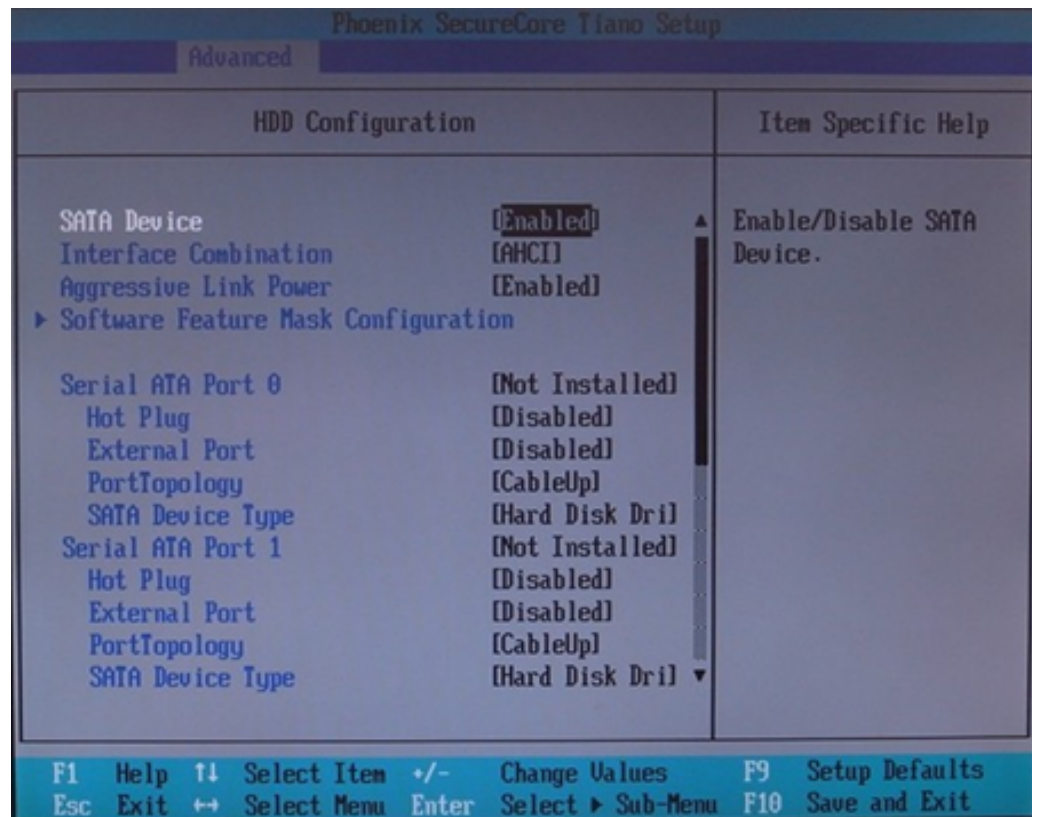 Phoenix SecureCore Tiano Setup
Advanced
HDD Configuration
Item Specific Help
SATA Device [Enabled]
Interface Combination [AHCI]
Aggressive Link Power [Enabled]
▶ Software Feature Mask Configuration
Serial ATA Port 0 [Not Installed]
Hot Plug [Disabled]
External Port [Disabled]
PortTopology [CableUp]
SATA Device Type [Hard Disk Dri]
Serial ATA Port 1 [Not Installed]
Hot Plug [Disabled]
External Port [Disabled]
PortTopology [CableUp]
SATA Device Type [Hard Disk Dri]
Enable/Disable SATA
Device.
F1 Help ↑↓ Select Item +/- Change Values F9 Setup Defaults
Esc Exit ↔ Select Menu Enter Select ▶ Sub-Menu F10 Save and Exit